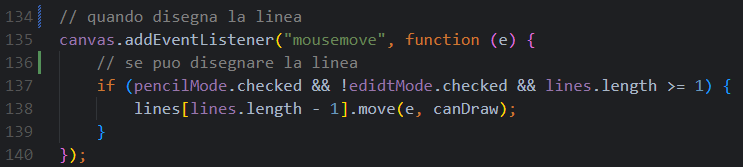 134 // quando disegna la linea
135 canvas.addEventListener("mousemove", function (e) {
136 // se puo disegnare la linea
137 if (pencilMode.checked && !edidtMode.checked && lines.length >= 1) {
138 lines[lines.length - 1].move(e, canDraw);
139 }
140 });